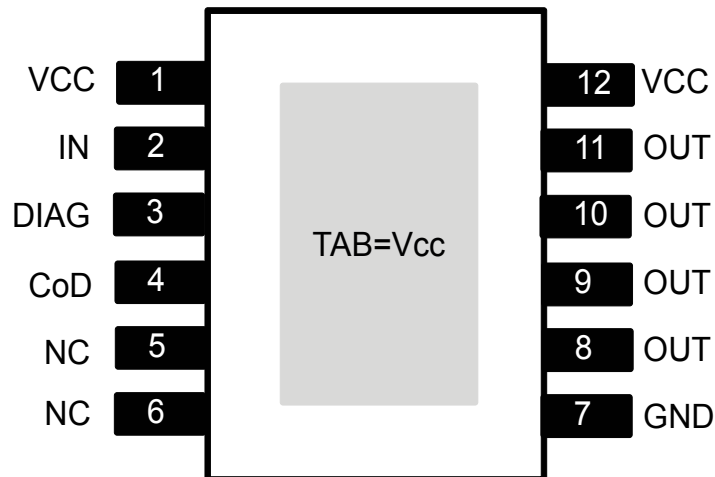 VCC 1 12 VCC
IN 2 11 OUT
DIAG 3 10 OUT
TAB=Vcc
CoD 4 9 OUT
NC 5 8 OUT
NC 6 7 GND